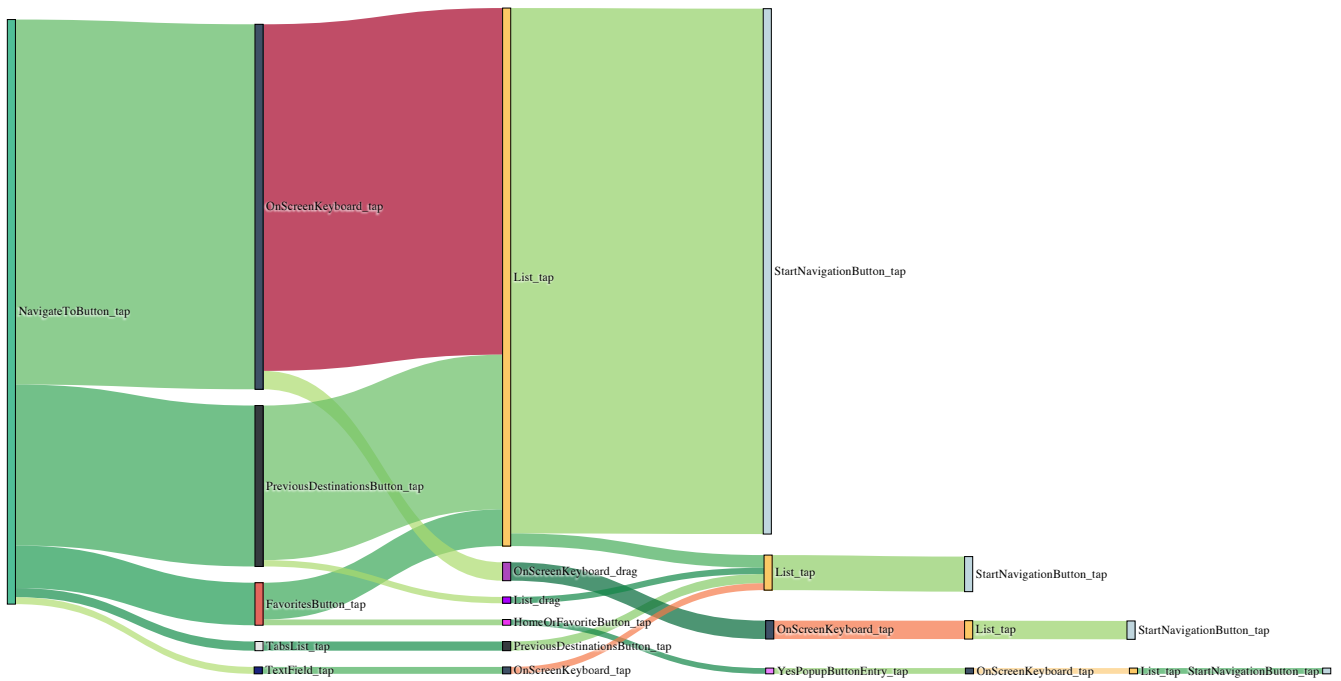 NavigateToButton_tap
OnScreenKeyboard_tap
PreviousDestinationsButton_tap
FavoritesButton_tap
TabsList_tap
TextField_tap
List_tap
OnScreenKeyboard_drag
List_drag
HomeOrFavoriteButton_tap
PreviousDestinationsButton_tap
OnScreenKeyboard_tap
StartNavigationButton_tap
List_tap
OnScreenKeyboard_tap
YesPopupButtonEntry_tap
StartNavigationButton_tap
List_tap
OnScreenKeyboard_tap
StartNavigationButton_tap
List_tap
StartNavigationButton_tap